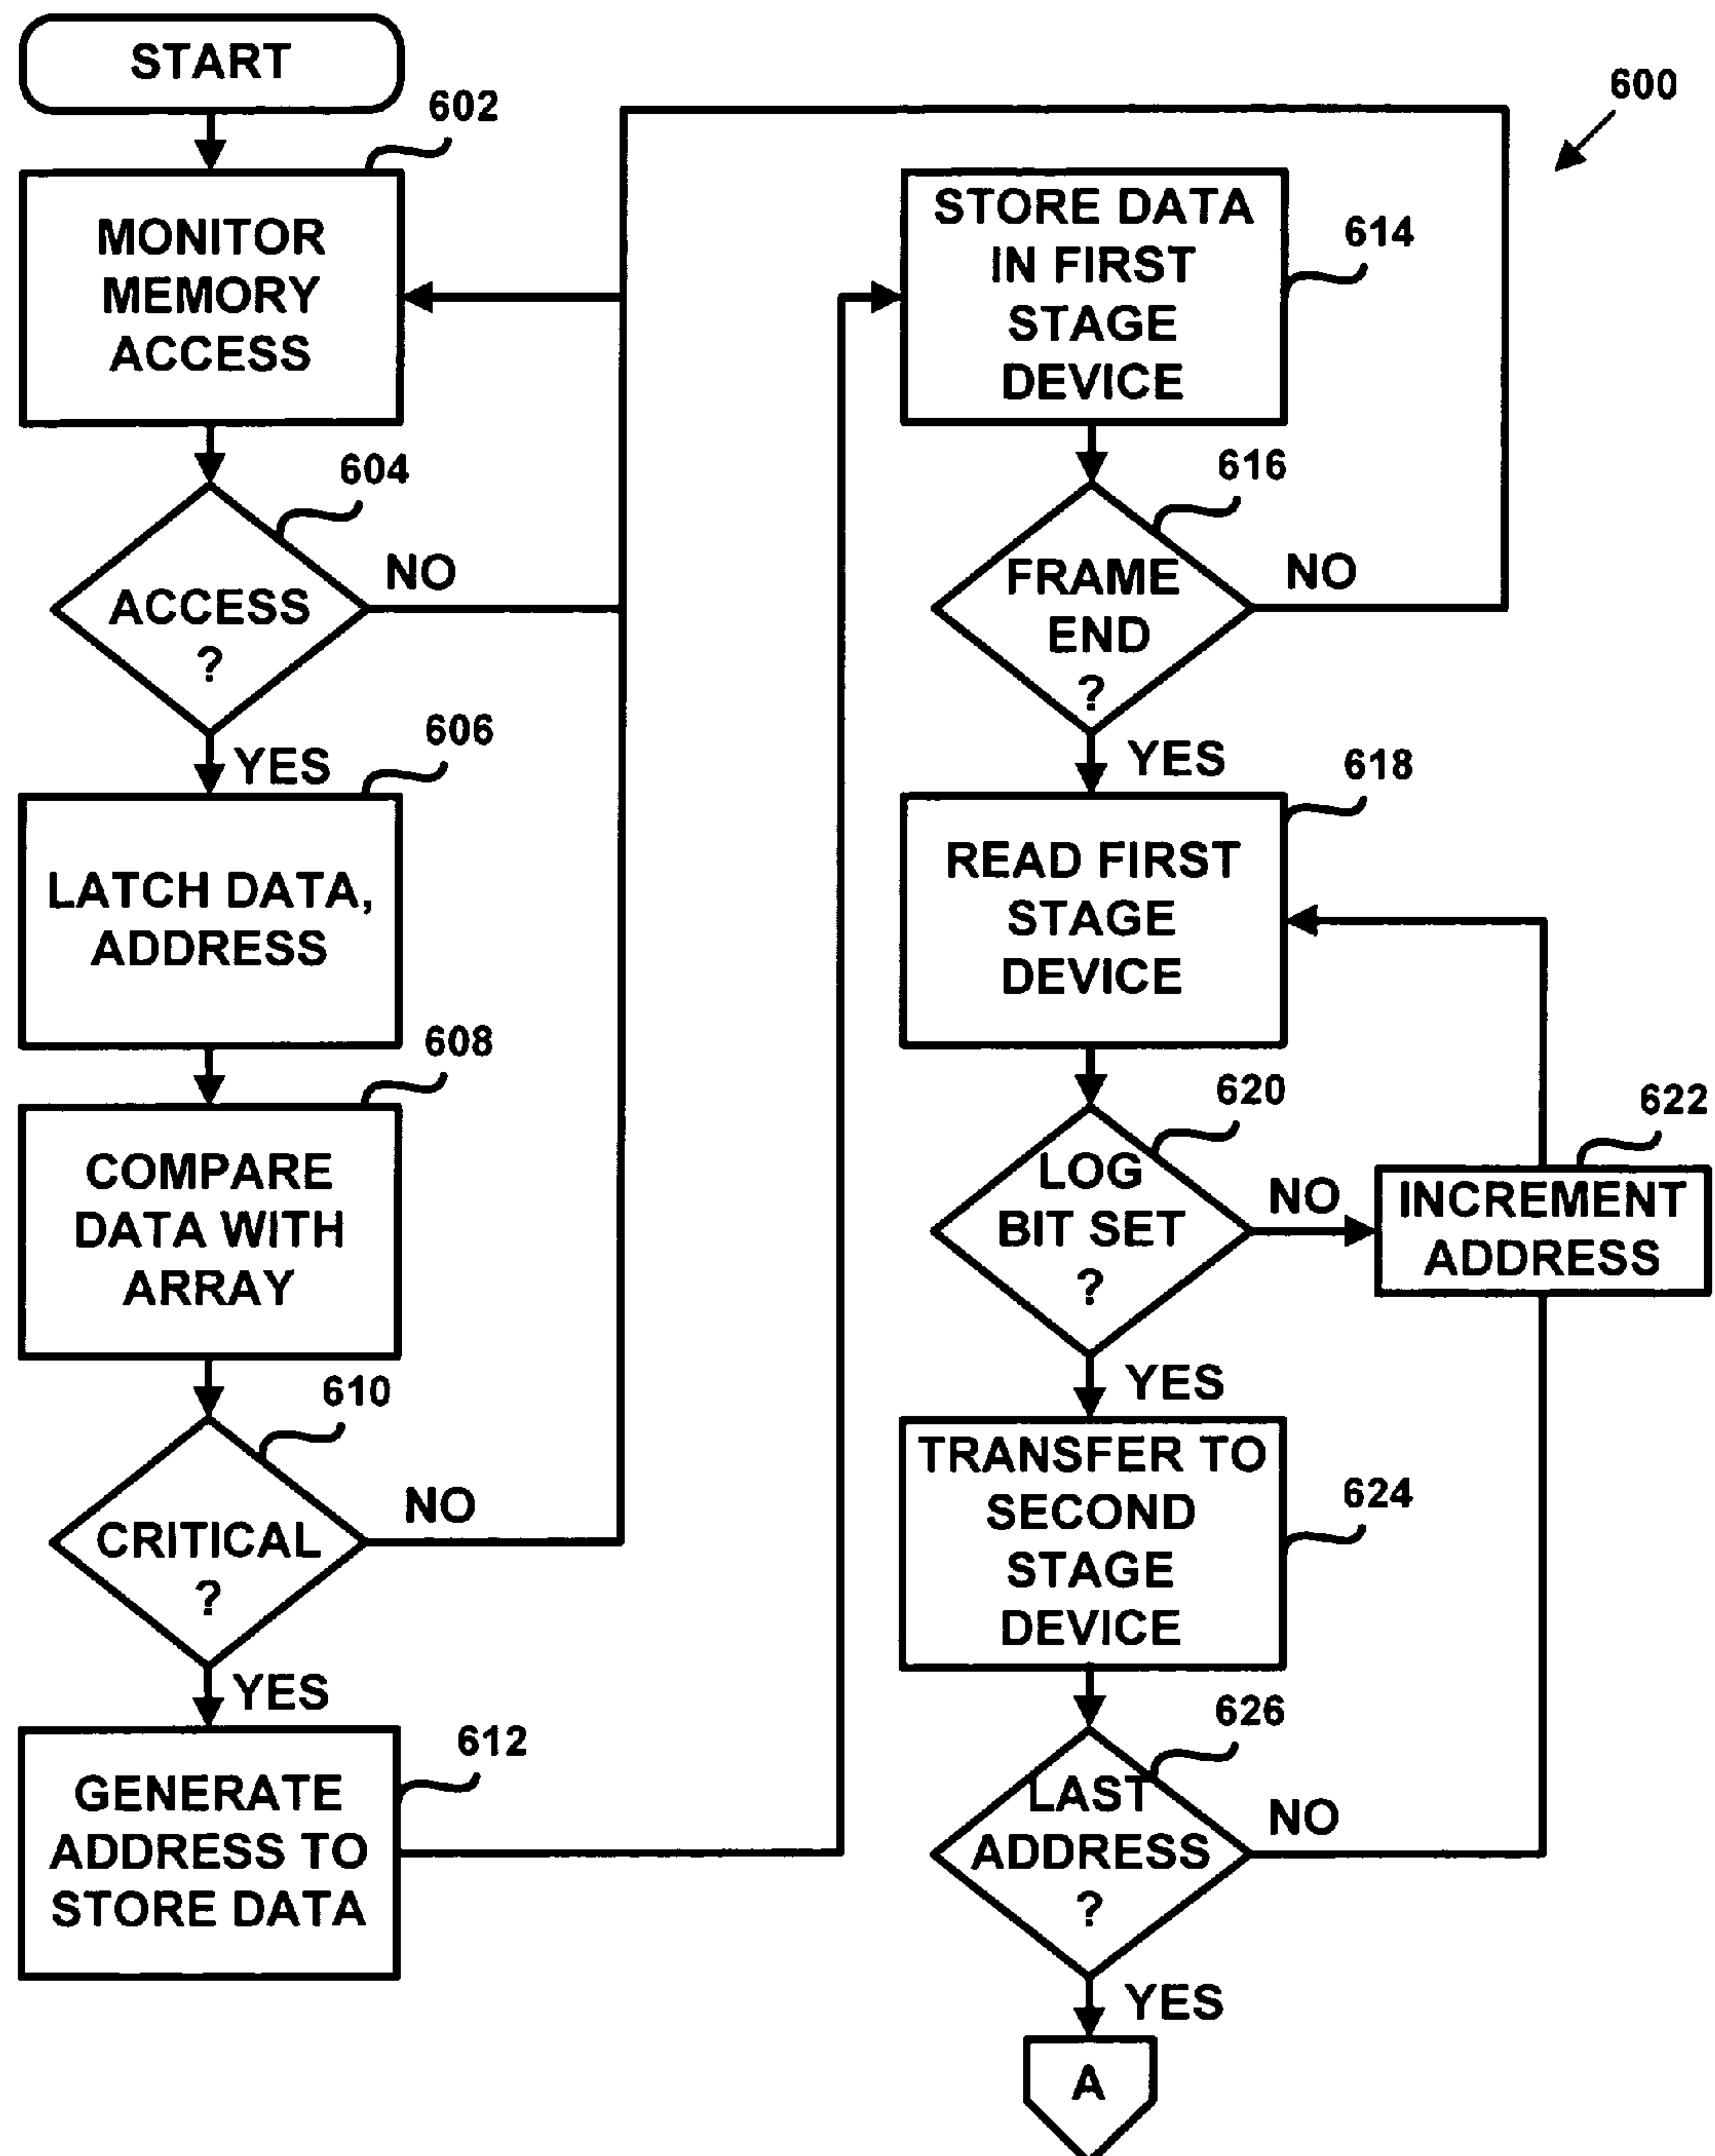 START
602
MONITOR
MEMORY
ACCESS
604
ACCESS
?
NO
YES
606
LATCH DATA,
ADDRESS
608
COMPARE
DATA WITH
ARRAY
610
CRITICAL
?
NO
YES
612
GENERATE
ADDRESS TO
STORE DATA
600
STORE DATA
IN FIRST
STAGE
DEVICE
614
616
FRAME
END
?
NO
YES
618
READ FIRST
STAGE
DEVICE
620
LOG
BIT SET
?
NO
622
INCREMENT
ADDRESS
YES
TRANSFER TO
SECOND
STAGE
DEVICE
624
626
LAST
ADDRESS
?
NO
YES
A